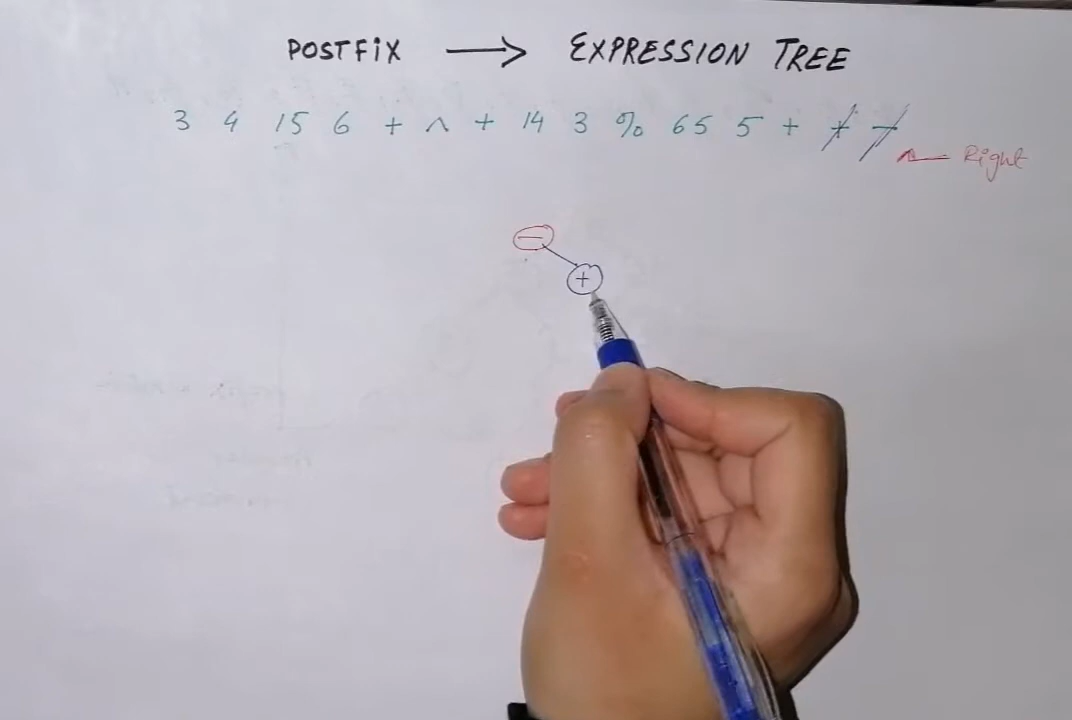 POSTFIX → EXPRESSION TREE
3 4 15 6 + ^ + 14 3 % 65 5 + + -
← Right
-
+